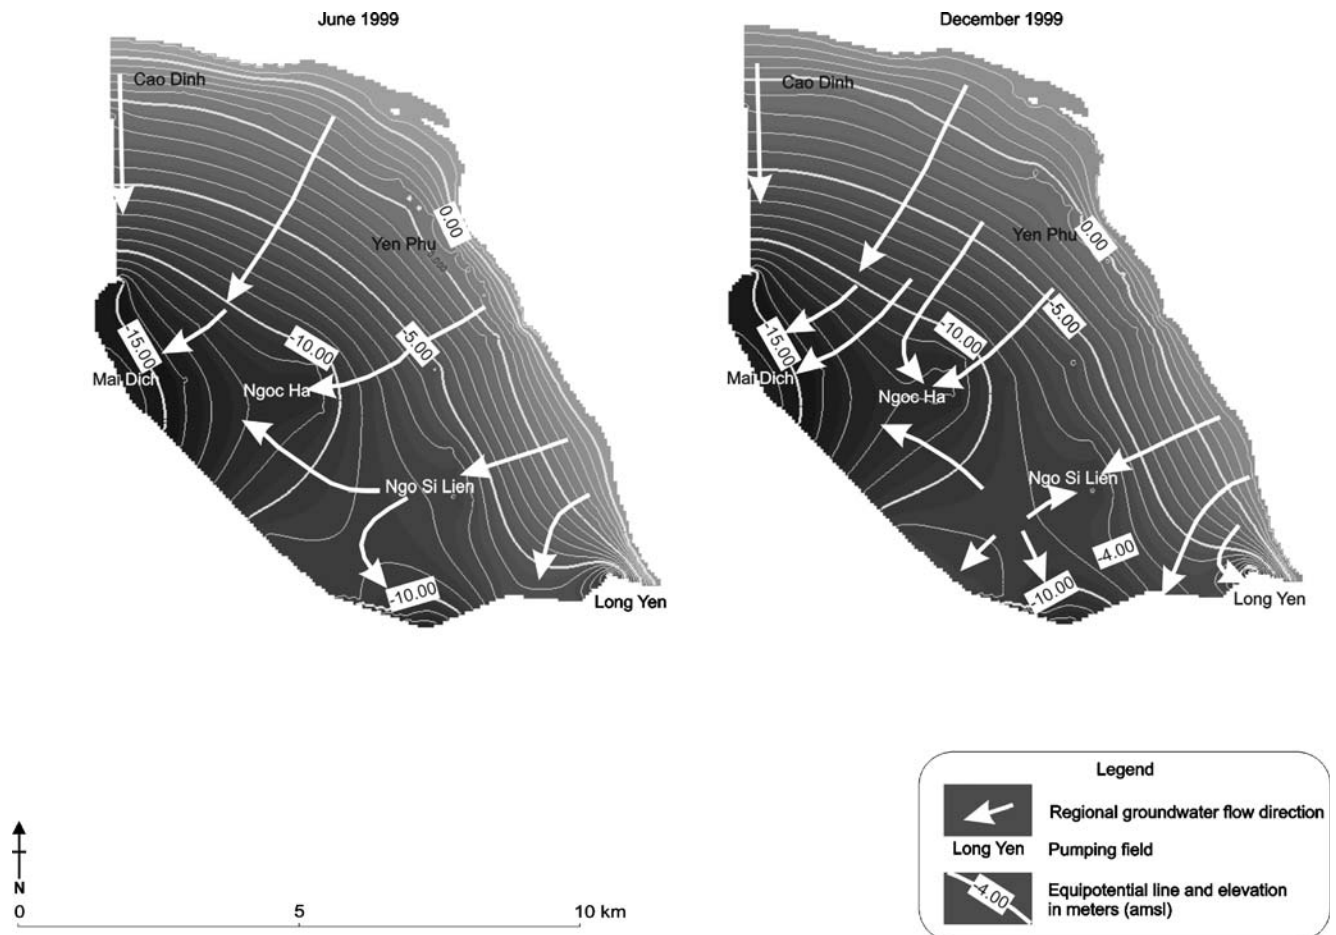 June 1999
December 1999
Cao Dinh
0.00
Yen Phu
-15.00
-10.00
-5.00
Mai Dich
Ngoc Ha
Ngo Si Lien
-10.00
Long Yen
Cao Dinh
0.00
Yen Phu
-5.00
-10.00
-15.00
Mai Dich
Ngoc Ha
Ngo Si Lien
-4.00
-10.00
Long Yen
Legend
Regional groundwater flow direction
Long Yen Pumping field
-4.00 Equipotential line and elevation
in meters (amsl)
N
0 5 10 km